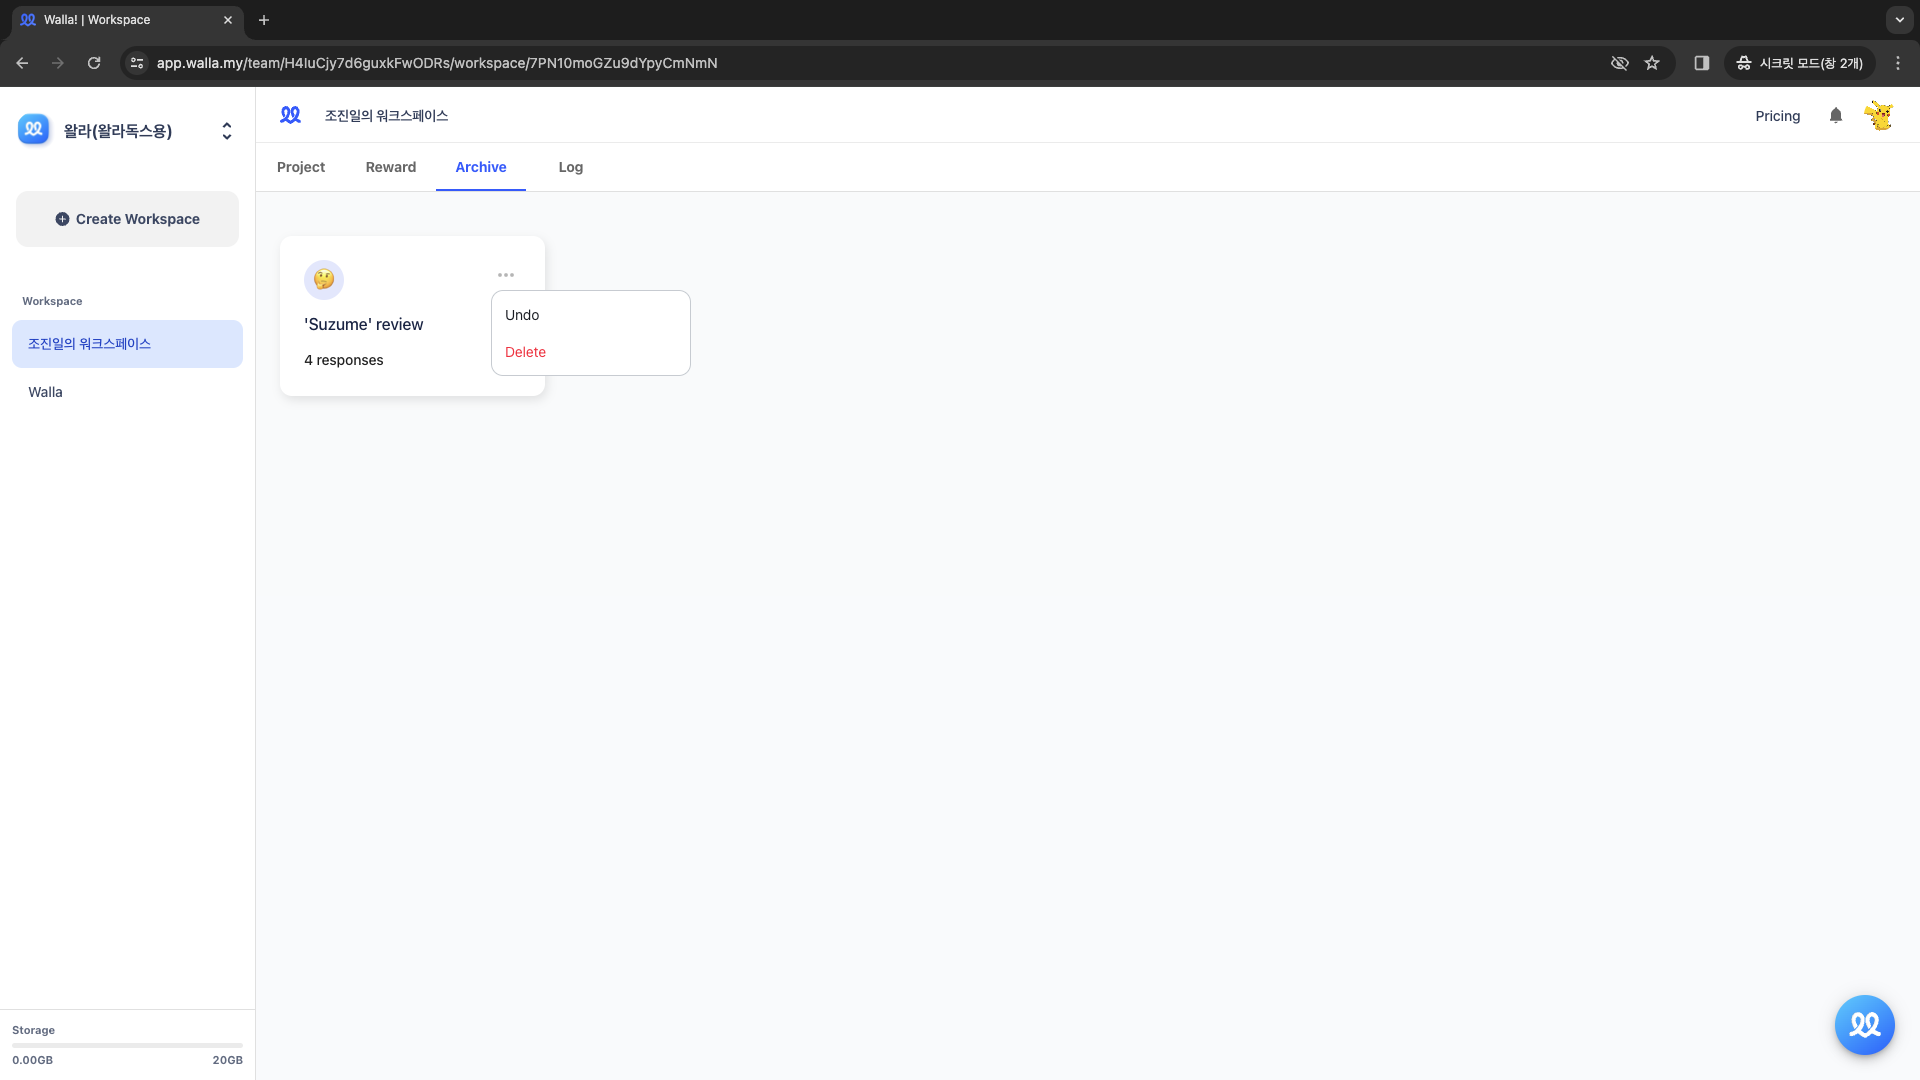 Walla! | Workspace
app.walla.my/team/H4IuCjy7d6guxkFwODRs/workspace/7PN10moGZu9dYpyCmNmN
시크릿 모드(창 2개)
왈라(왈라독스용)
조진일의 워크스페이스
Pricing
Project
Reward
Archive
Log
Create Workspace
Workspace
조진일의 워크스페이스
Walla
'Suzume' review
4 responses
Undo
Delete
Storage
0.00GB
20GB